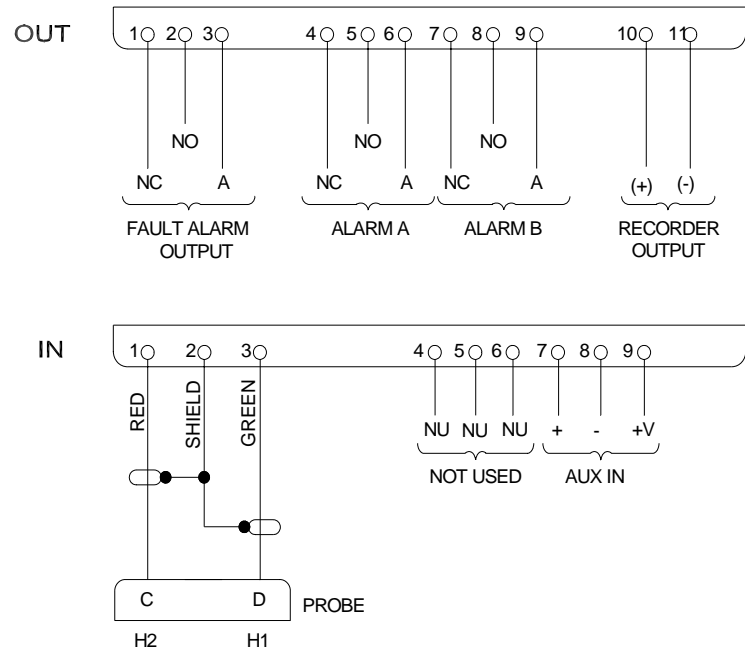 OUT
1 2 3 4 5 6 7 8 9 10 11
NO NO NO
NC A NC A NC A (+) (-)
FAULT ALARM
OUTPUT
ALARM A
ALARM B
RECORDER
OUTPUT
IN
1 2 3 4 5 6 7 8 9
RED SHIELD GREEN
NU NU NU + - +V
NOT USED AUX IN
C D PROBE
H2 H1